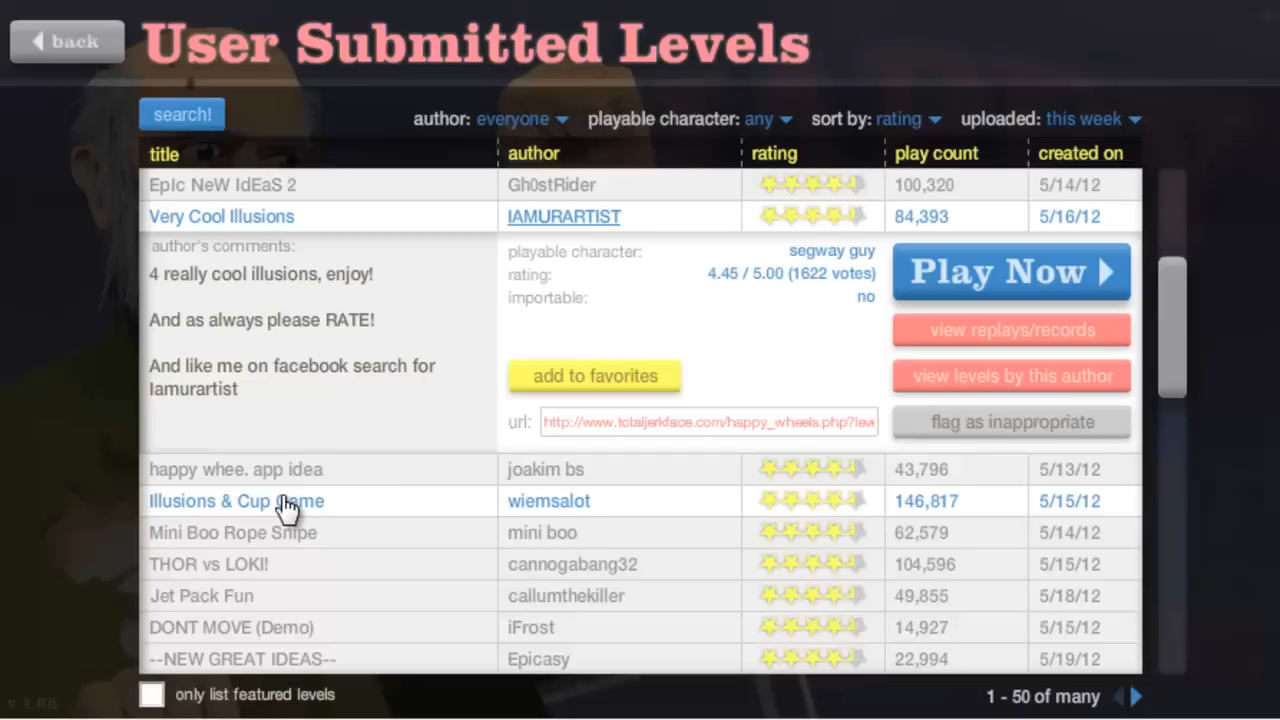 back
User Submitted Levels
search!
author: everyone playable character: any sort by: rating uploaded: this week
title author rating play count created on
EpIc NeW IdEaS 2 Gh0stRider 100,320 5/14/12
Very Cool Illusions IAMURARTIST 84,393 5/16/12
author's comments:
4 really cool illusions, enjoy!
And as always please RATE!
And like me on facebook search for
Iamurartist
playable character: segway guy
rating: 4.45 / 5.00 (1622 votes)
importable: no
add to favorites
url: http://www.totaljerkface.com/happy_wheels.php?leve
Play Now
view replays/records
view levels by this author
flag as inappropriate
happy whee. app idea joakim bs 43,796 5/13/12
Illusions & Cup Game wiemsalot 146,817 5/15/12
Mini Boo Rope Snipe mini boo 62,579 5/14/12
THOR vs LOKI! cannogabang32 104,596 5/15/12
Jet Pack Fun callumthekiller 49,855 5/18/12
DONT MOVE (Demo) iFrost 14,927 5/15/12
--NEW GREAT IDEAS-- Epicasy 22,994 5/19/12
only list featured levels 1 - 50 of many